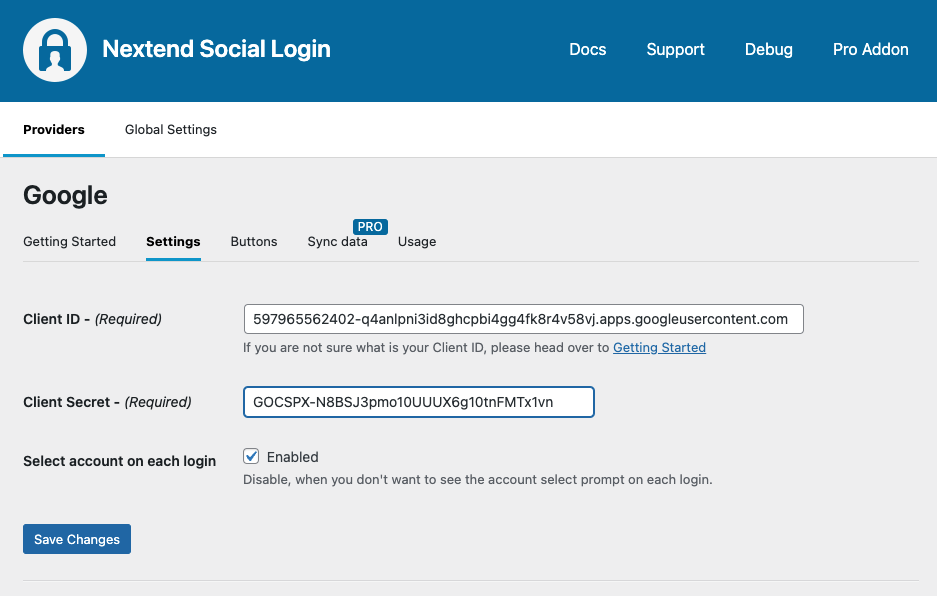 Nextend Social Login
Docs Support Debug Pro Addon
Providers Global Settings
Google
PRO
Getting Started Settings Buttons Sync data Usage
Client ID - (Required) 597965562402-q4anlpni3id8ghcpbi4gg4fk8r4v58vj.apps.googleusercontent.com
If you are not sure what is your Client ID, please head over to Getting Started
Client Secret - (Required) 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
Select account on each login Enabled
Disable, when you don't want to see the account select prompt on each login.
Save Changes